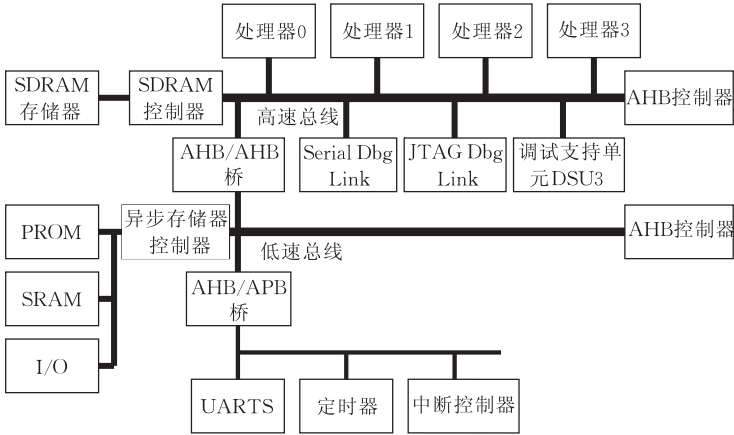 处理器0
处理器1
处理器2
处理器3
SDRAM
存储器
SDRAM
控制器
AHB控制器
高速总线
AHB/AHB
桥
Serial Dbg
Link
JTAG Dbg
Link
调试支持单
元DSU3
PROM
异步存储器
控制器
AHB控制器
低速总线
SRAM
AHB/APB
桥
I/O
UARTS
定时器
中断控制器